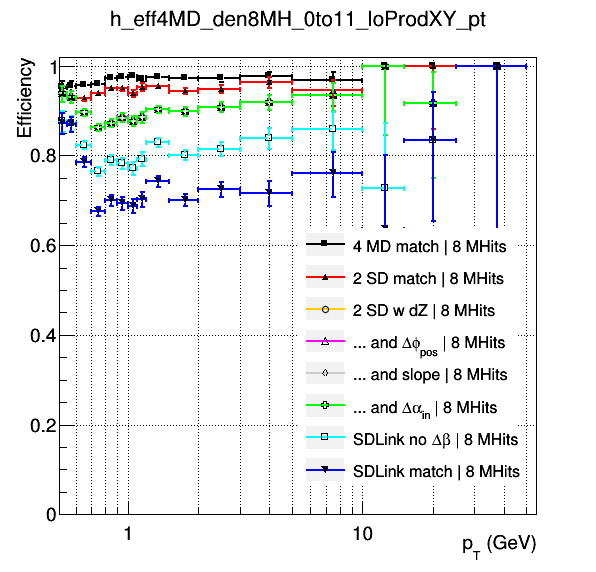 h_eff4MD_den8MH_0to11_loProdXY_pt
Efficiency
1
0.8
0.6
0.4
0.2
0
4 MD match | 8 MHits
2 SD match | 8 MHits
2 SD w dZ | 8 MHits
... and Δϕpos | 8 MHits
... and slope | 8 MHits
... and Δαin | 8 MHits
SDLink no Δβ | 8 MHits
SDLink match | 8 MHits
1 10
pT (GeV)